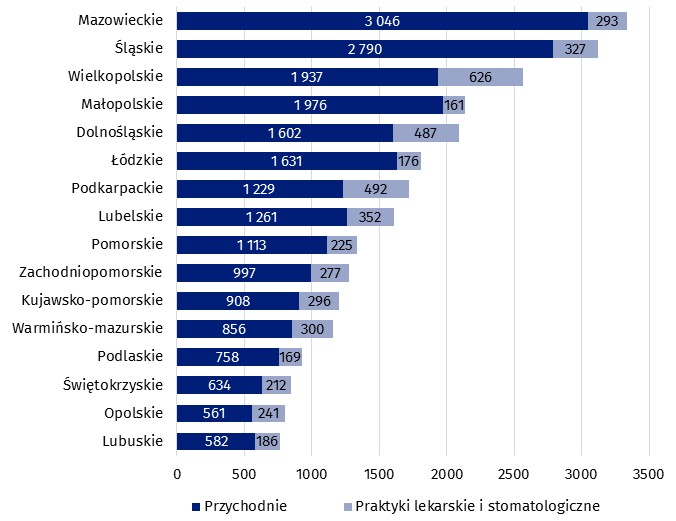 Mazowieckie 3 046 293
Śląskie 2 790 327
Wielkopolskie 1 937 626
Małopolskie 1 976 161
Dolnośląskie 1 602 487
Łódzkie 1 631 176
Podkarpackie 1 229 492
Lubelskie 1 261 352
Pomorskie 1 113 225
Zachodniopomorskie 997 277
Kujawsko-pomorskie 908 296
Warmińsko-mazurskie 856 300
Podlaskie 758 169
Świętokrzyskie 634 212
Opolskie 561 241
Lubuskie 582 186
0 500 1000 1500 2000 2500 3000 3500
Przychodnie Praktyki lekarskie i stomatologiczne